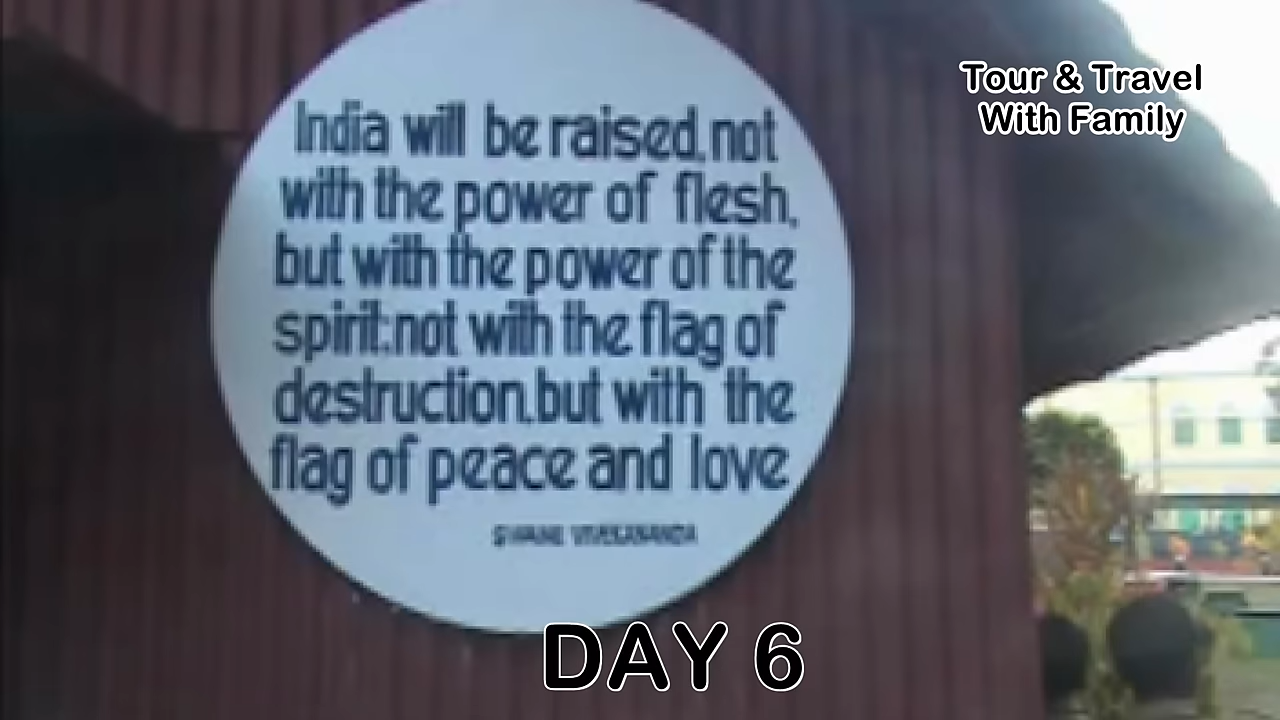 India will be raised, not
with the power of flesh,
but with the power of the
spirit: not with the flag of
destruction, but with the
flag of peace and love
SWAMI VIVEKANANDA
Tour & Travel
With Family
DAY 6